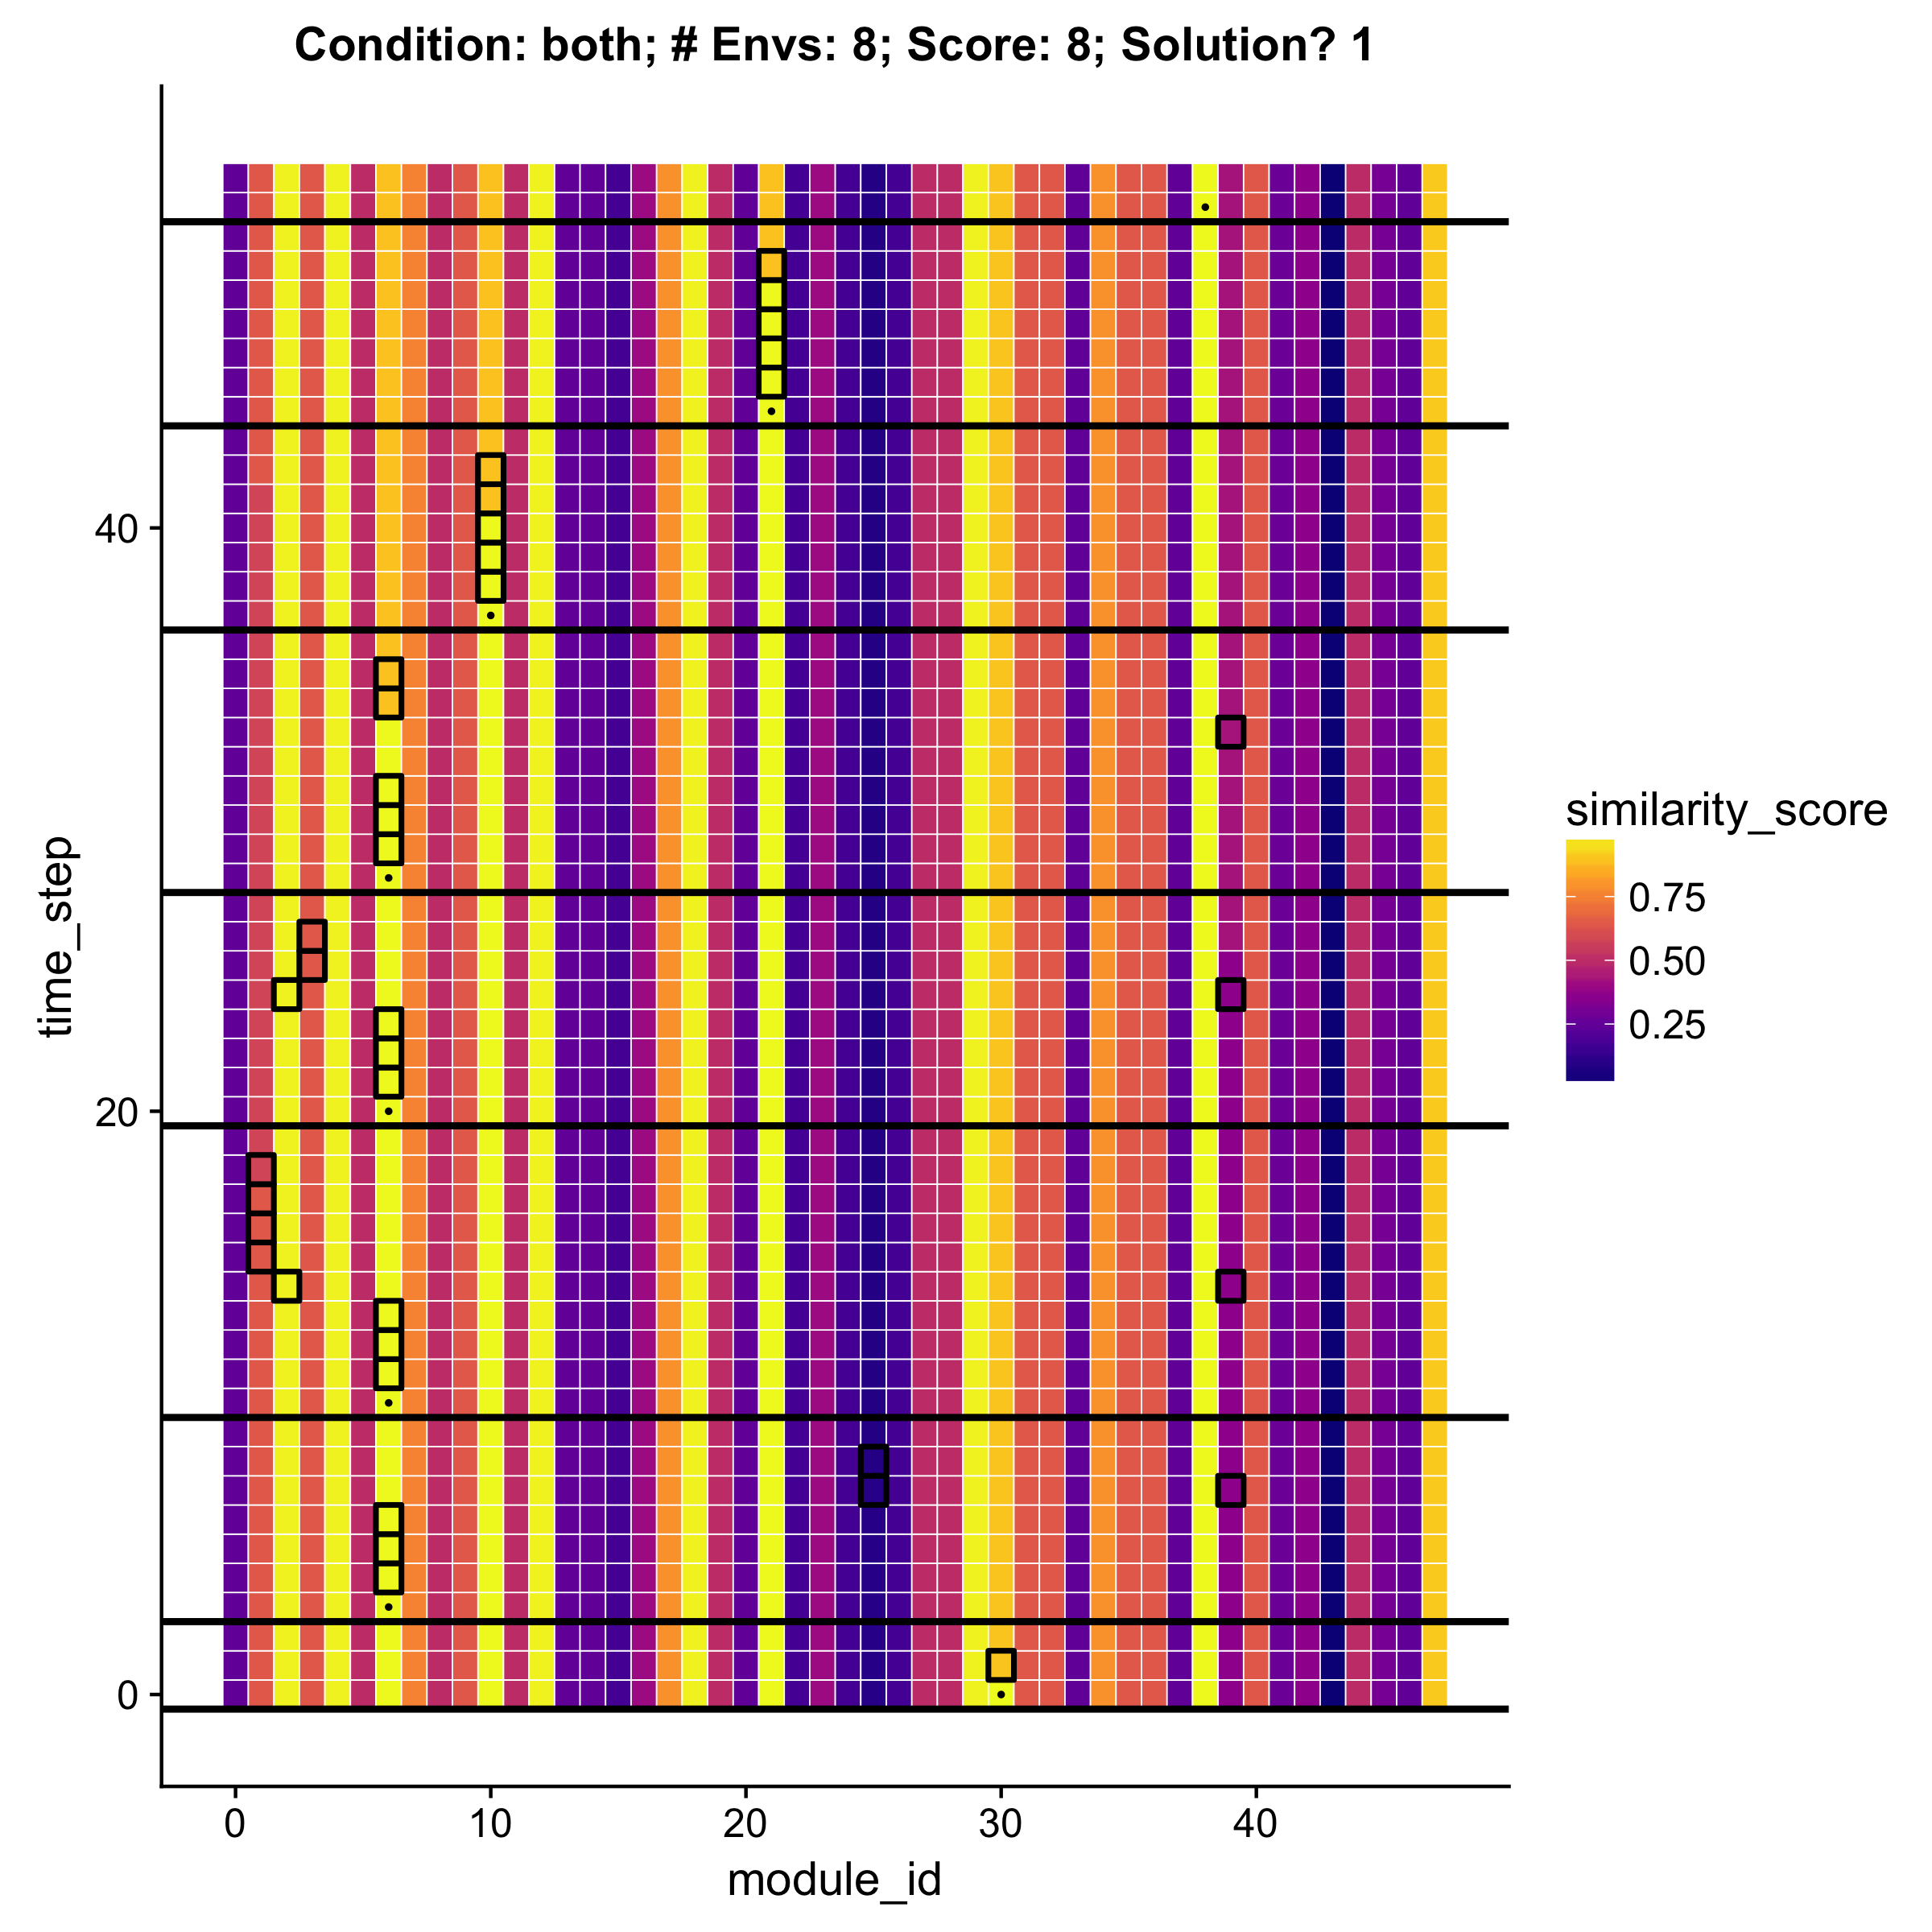 Condition: both; # Envs: 8; Score: 8; Solution? 1
time_step
40
20
0
0
10
20
30
40
module_id
similarity_score
0.75
0.50
0.25